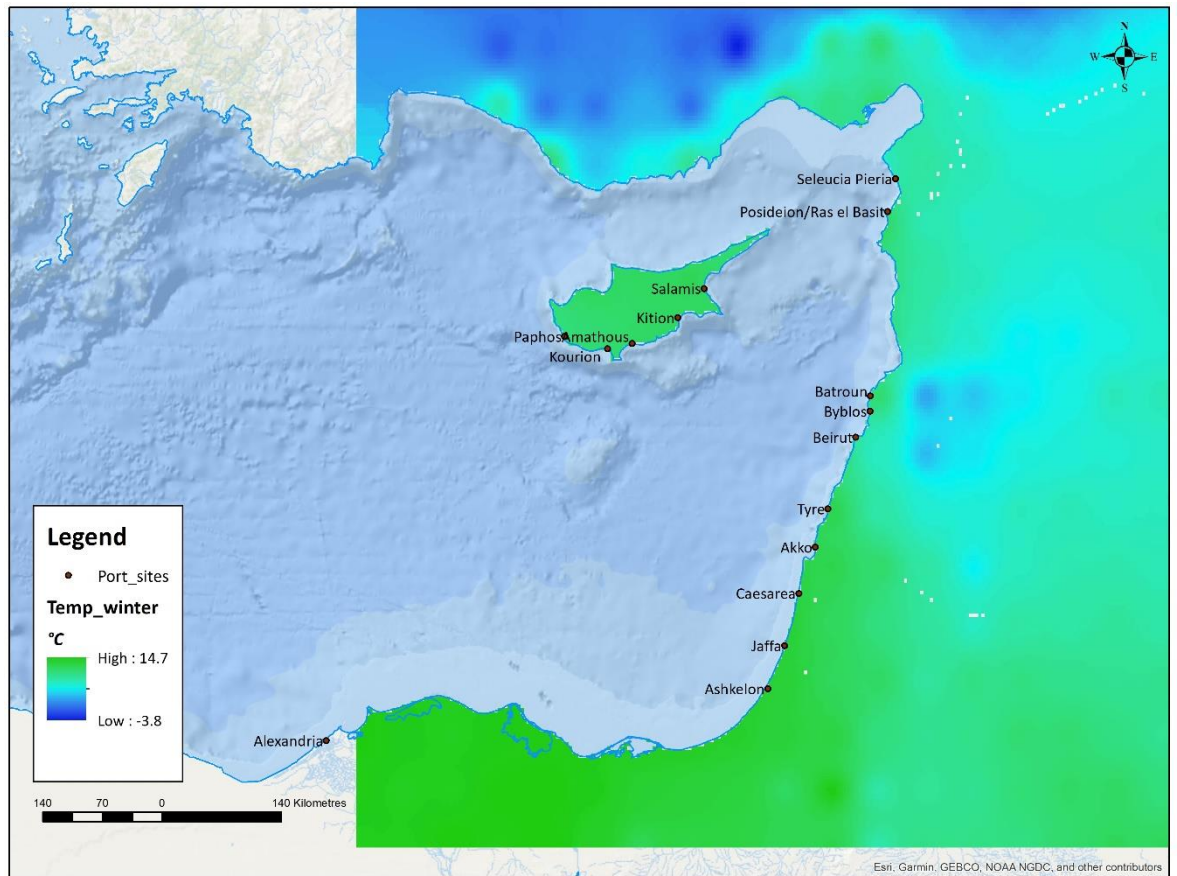 N
W E
S
Seleucia Pieria
Posideion/Ras el Basit
Salamis
Kition
Paphos Amathous
Kourion
Batroun
Byblos
Beirut
Tyre
Akko
Caesarea
Jaffa
Ashkelon
Alexandria
Legend
Port_sites
Temp_winter
°C
High : 14.7
Low : -3.8
140 70 0 140 Kilometres
Esri, Garmin, GEBCO, NOAA NGDC, and other contributors